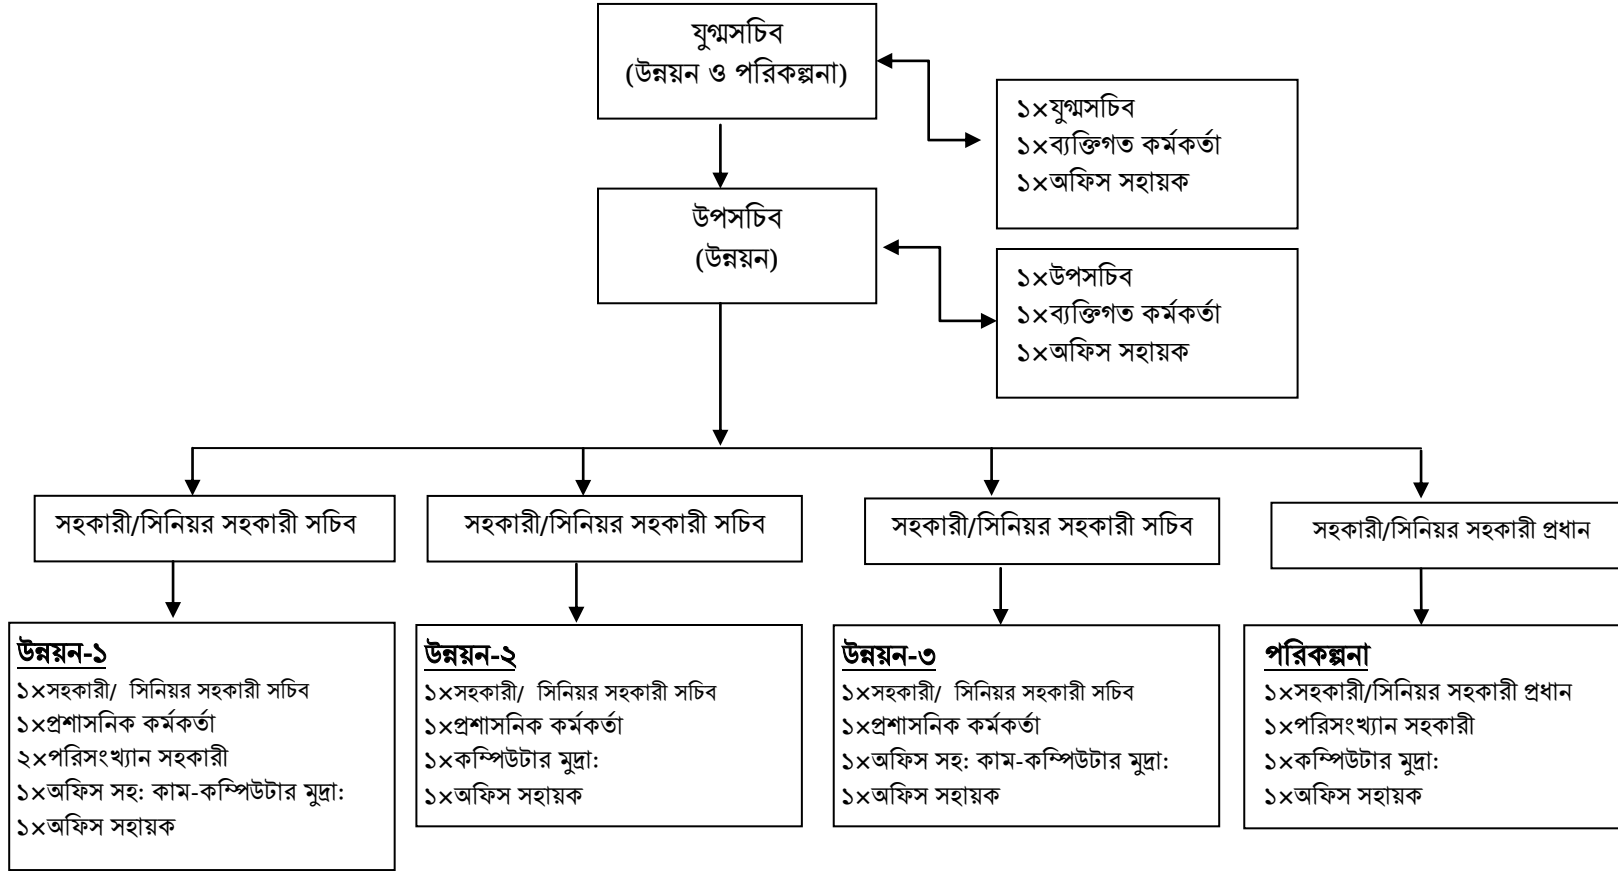 যুগ্মসচিব
(উন্নয়ন ও পরিকল্পনা)
১×যুগ্মসচিব
১×ব্যক্তিগত কর্মকর্তা
১×অফিস সহায়ক
উপসচিব
(উন্নয়ন)
১×উপসচিব
১×ব্যক্তিগত কর্মকর্তা
১×অফিস সহায়ক
সহকারী/সিনিয়র সহকারী সচিব
সহকারী/সিনিয়র সহকারী সচিব
সহকারী/সিনিয়র সহকারী সচিব
সহকারী/সিনিয়র সহকারী প্রধান
উন্নয়ন-১
১×সহকারী/ সিনিয়র সহকারী সচিব
১×প্রশাসনিক কর্মকর্তা
২×পরিসংখ্যান সহকারী
১×অফিস সহ: কাম-কম্পিউটার মুদ্রা:
১×অফিস সহায়ক
উন্নয়ন-২
১×সহকারী/ সিনিয়র সহকারী সচিব
১×প্রশাসনিক কর্মকর্তা
১×কম্পিউটার মুদ্রা:
১×অফিস সহায়ক
উন্নয়ন-৩
১×সহকারী/ সিনিয়র সহকারী সচিব
১×প্রশাসনিক কর্মকর্তা
১×অফিস সহ: কাম-কম্পিউটার মুদ্রা:
১×অফিস সহায়ক
পরিকল্পনা
১×সহকারী/সিনিয়র সহকারী প্রধান
১×পরিসংখ্যান সহকারী
১×কম্পিউটার মুদ্রা:
১×অফিস সহায়ক